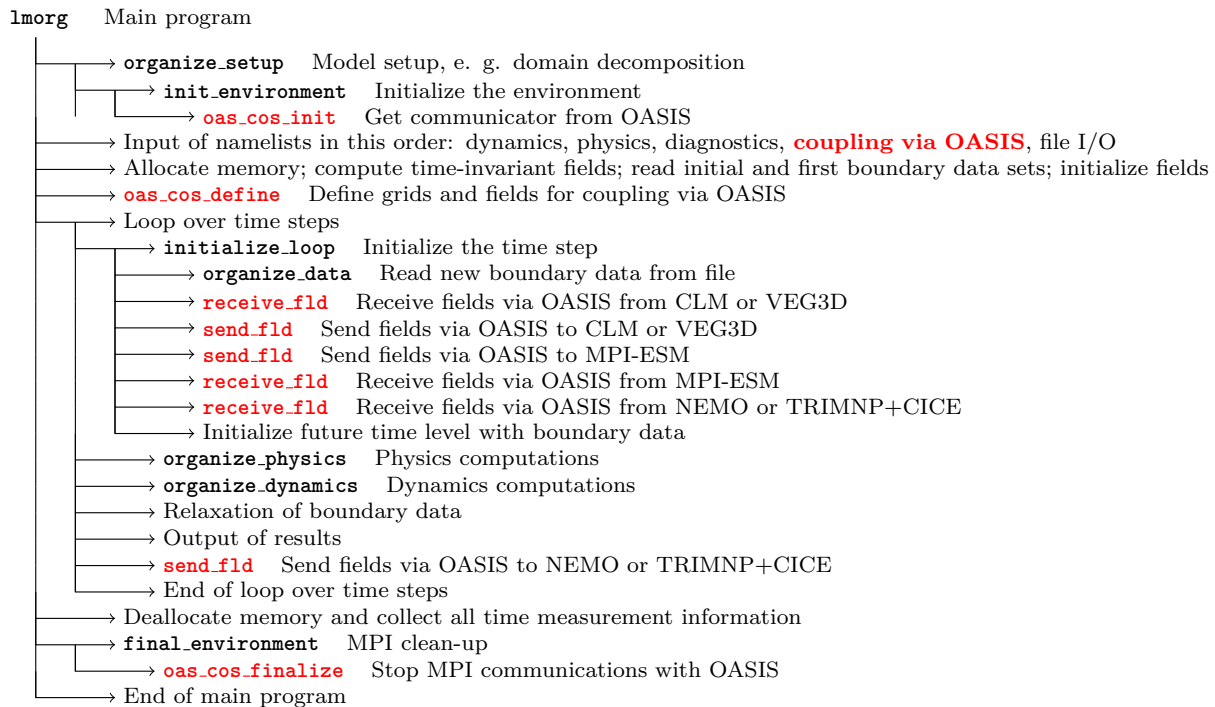 lmorg Main program
organize_setup Model setup, e. g. domain decomposition
init_environment Initialize the environment
oas_cos_init Get communicator from OASIS
Input of namelists in this order: dynamics, physics, diagnostics, coupling via OASIS, file I/O
Allocate memory; compute time-invariant fields; read initial and first boundary data sets; initialize fields
oas_cos_define Define grids and fields for coupling via OASIS
Loop over time steps
initialize_loop Initialize the time step
organize_data Read new boundary data from file
receive_fld Receive fields via OASIS from CLM or VEG3D
send_fld Send fields via OASIS to CLM or VEG3D
send_fld Send fields via OASIS to MPI-ESM
receive_fld Receive fields via OASIS from MPI-ESM
receive_fld Receive fields via OASIS from NEMO or TRIMNP+CICE
Initialize future time level with boundary data
organize_physics Physics computations
organize_dynamics Dynamics computations
Relaxation of boundary data
Output of results
send_fld Send fields via OASIS to NEMO or TRIMNP+CICE
End of loop over time steps
Deallocate memory and collect all time measurement information
final_environment MPI clean-up
oas_cos_finalize Stop MPI communications with OASIS
End of main program